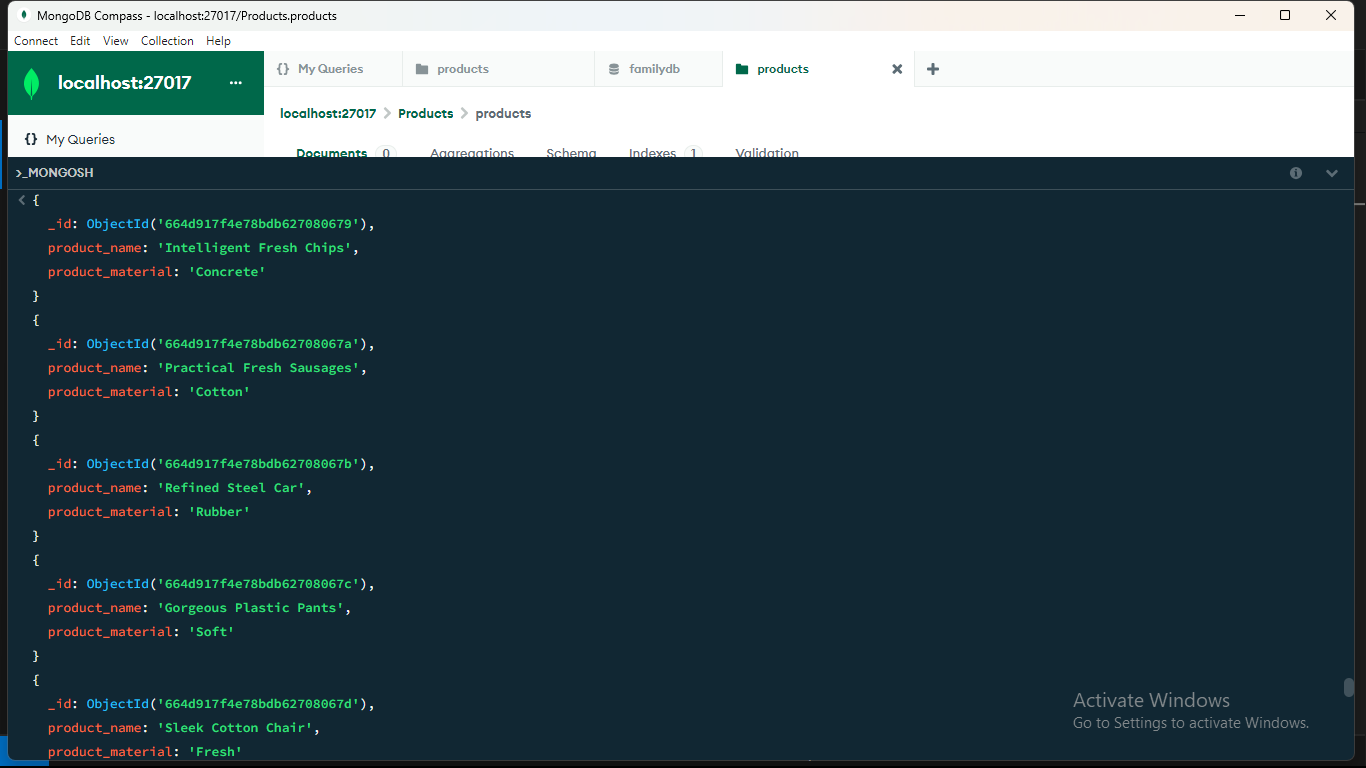 MongoDB Compass - localhost:27017/Products.products
Connect Edit View Collection Help
localhost:27017 ...
{} My Queries products familydb products
localhost:27017 > Products > products
{} My Queries
Documents 0 Aggregations Schema Indexes 1 Validation
>_MONGOSH
< {
_id: ObjectId('664d917f4e78bdb627080679'),
product_name: 'Intelligent Fresh Chips',
product_material: 'Concrete'
}
{
_id: ObjectId('664d917f4e78bdb62708067a'),
product_name: 'Practical Fresh Sausages',
product_material: 'Cotton'
}
{
_id: ObjectId('664d917f4e78bdb62708067b'),
product_name: 'Refined Steel Car',
product_material: 'Rubber'
}
{
_id: ObjectId('664d917f4e78bdb62708067c'),
product_name: 'Gorgeous Plastic Pants',
product_material: 'Soft'
}
{
_id: ObjectId('664d917f4e78bdb62708067d'),
product_name: 'Sleek Cotton Chair',
product_material: 'Fresh'
Activate Windows
Go to Settings to activate Windows.